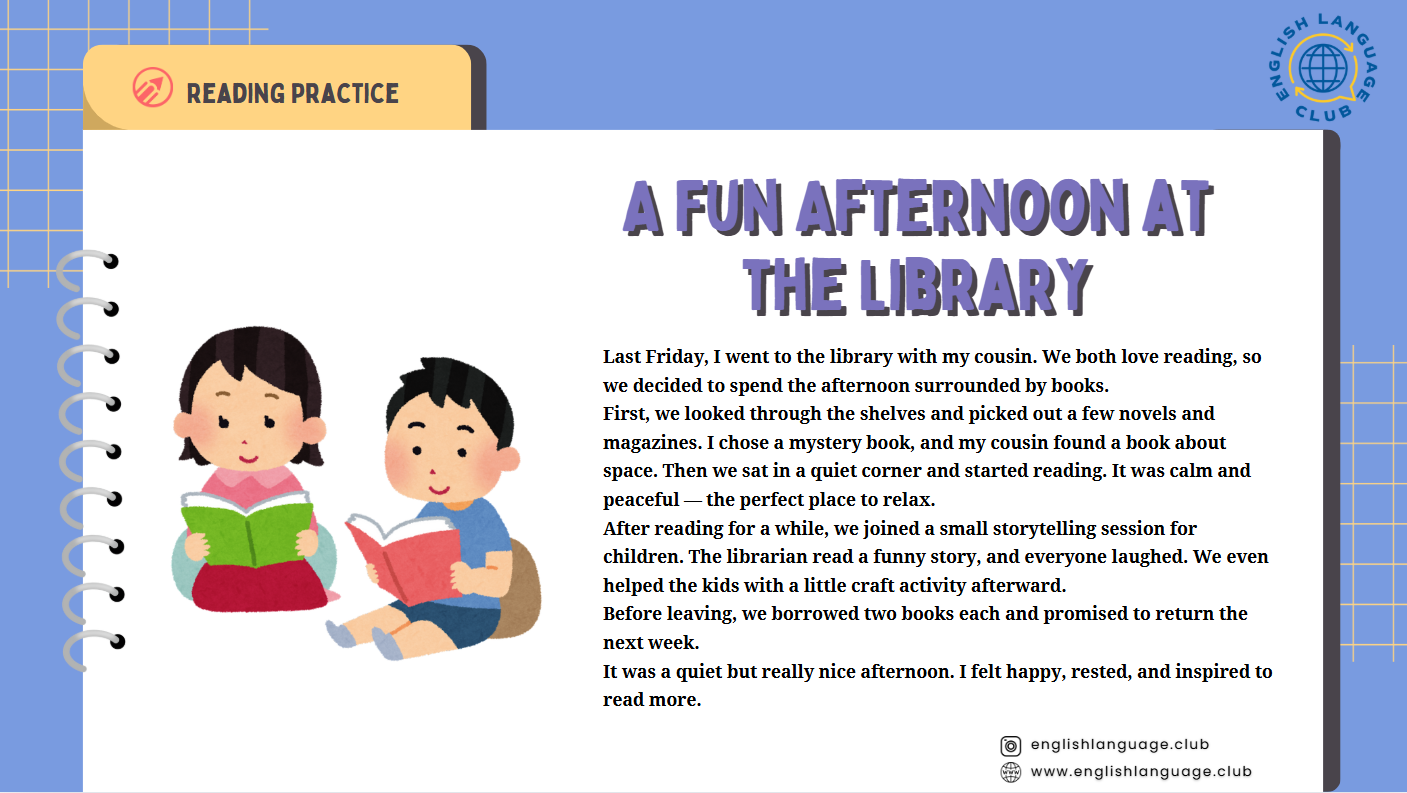 READING PRACTICE
ENGLISH LANGUAGE CLUB
A FUN AFTERNOON AT
THE LIBRARY
Last Friday, I went to the library with my cousin. We both love reading, so
we decided to spend the afternoon surrounded by books.
First, we looked through the shelves and picked out a few novels and
magazines. I chose a mystery book, and my cousin found a book about
space. Then we sat in a quiet corner and started reading. It was calm and
peaceful — the perfect place to relax.
After reading for a while, we joined a small storytelling session for
children. The librarian read a funny story, and everyone laughed. We even
helped the kids with a little craft activity afterward.
Before leaving, we borrowed two books each and promised to return the
next week.
It was a quiet but really nice afternoon. I felt happy, rested, and inspired to
read more.
englishlanguage.club
www.englishlanguage.club